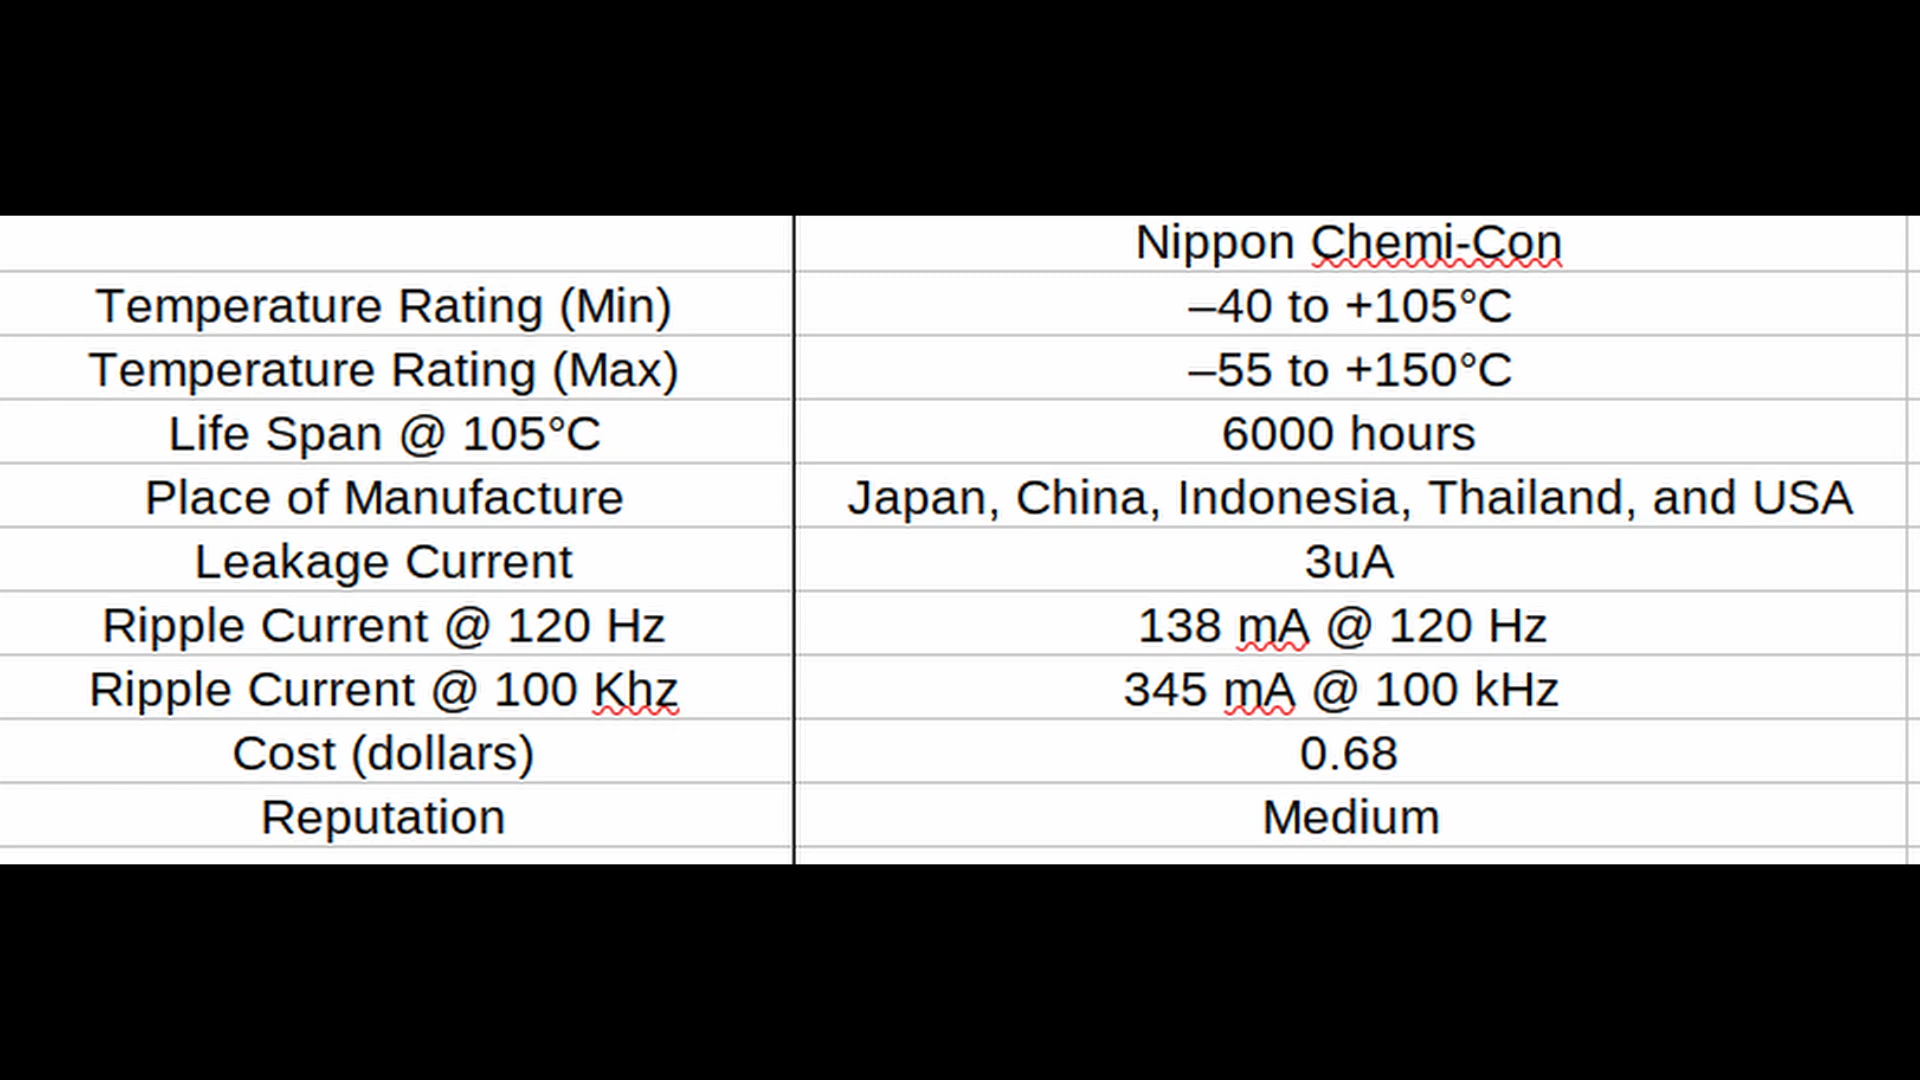 Nippon Chemi-Con
Temperature Rating (Min) –40 to +105°C
Temperature Rating (Max) –55 to +150°C
Life Span @ 105°C 6000 hours
Place of Manufacture Japan, China, Indonesia, Thailand, and USA
Leakage Current 3uA
Ripple Current @ 120 Hz 138 mA @ 120 Hz
Ripple Current @ 100 Khz 345 mA @ 100 kHz
Cost (dollars) 0.68
Reputation Medium